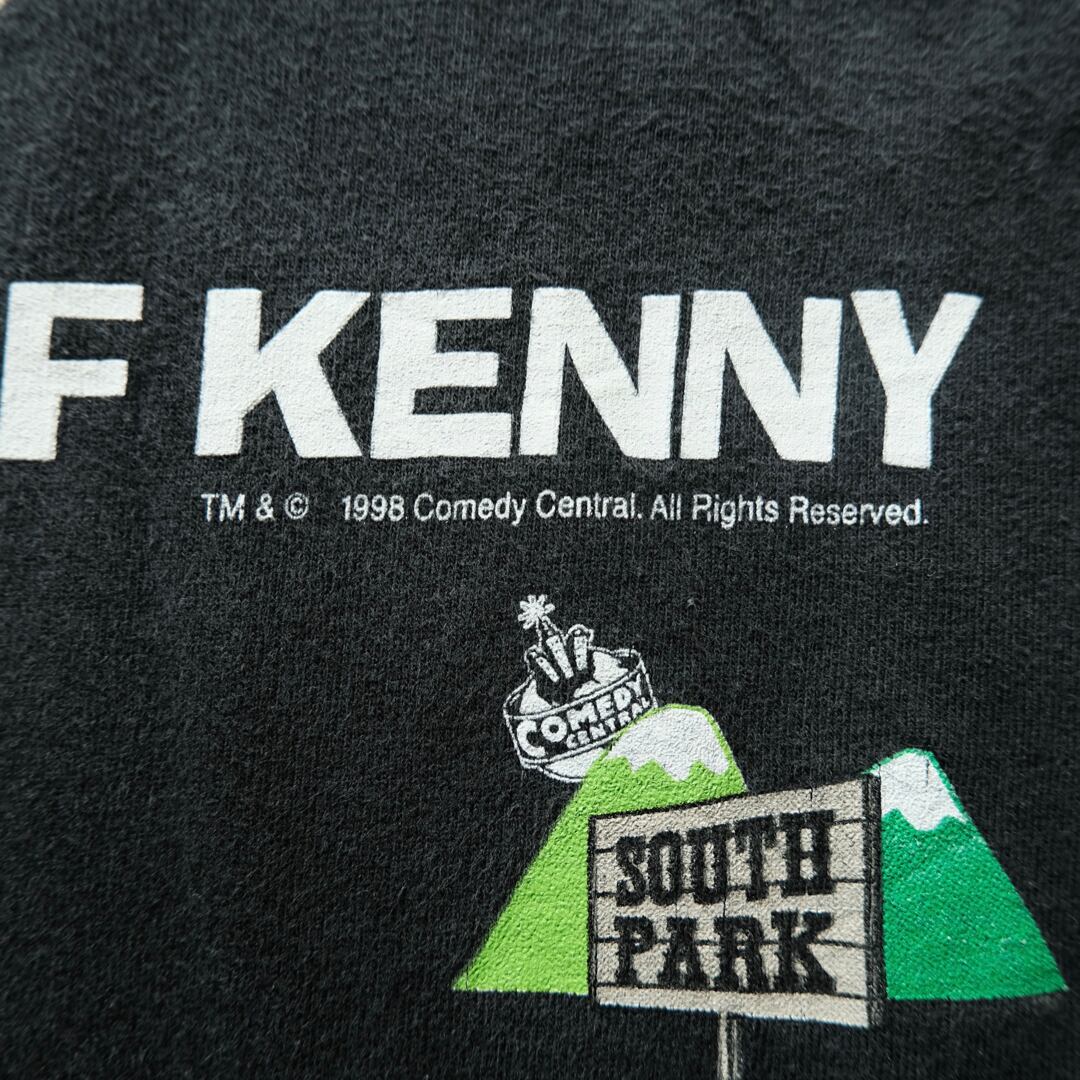 F KENNY
TM & © 1998 Comedy Central. All Rights Reserved.
COMEDY
CENTRAL
SOUTH
PARK